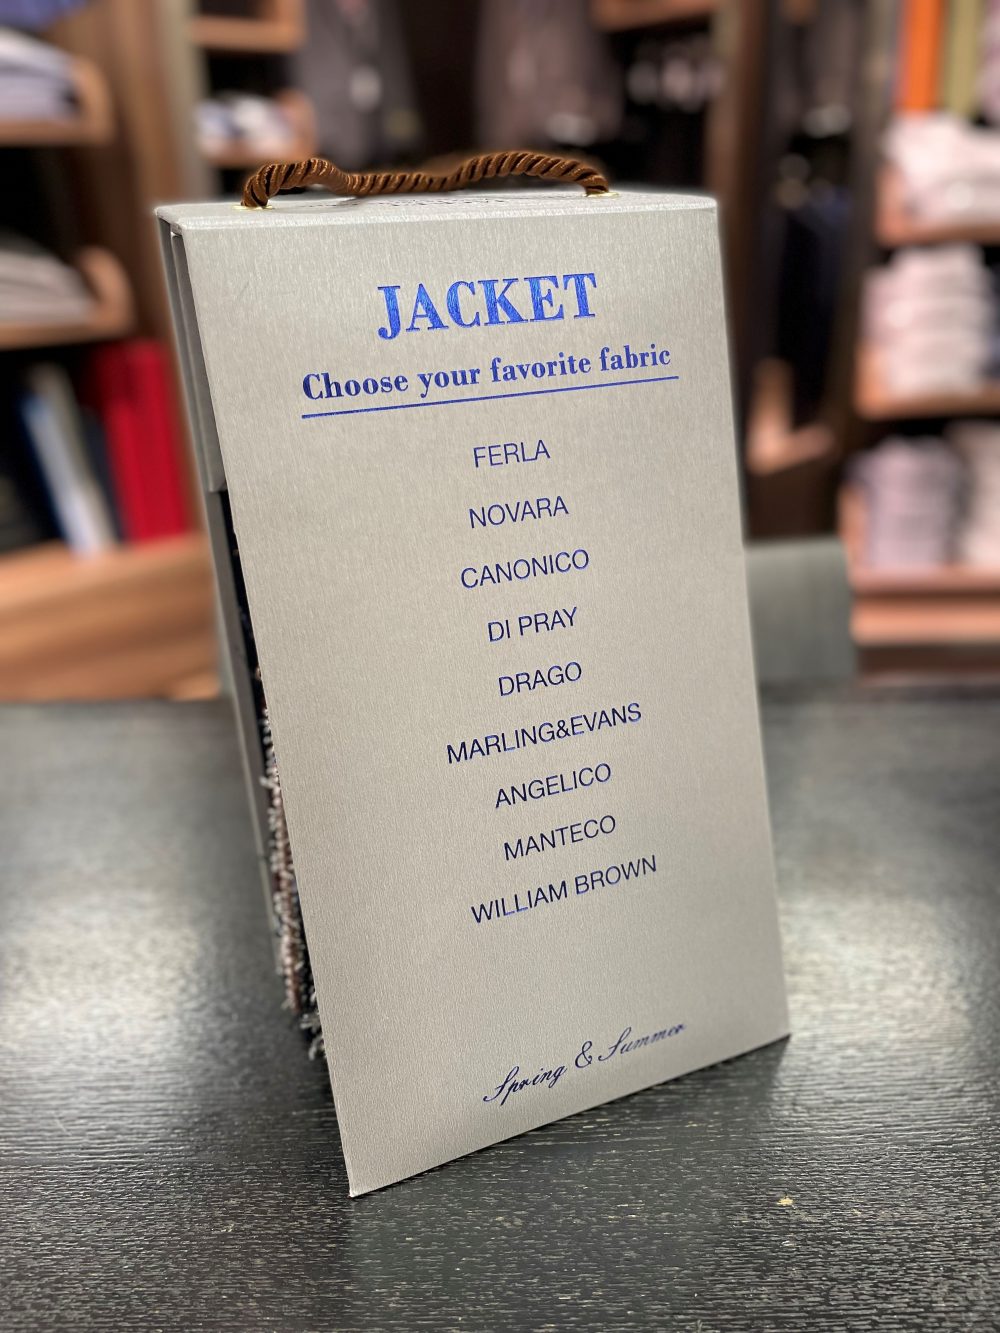 JACKET
Choose your favorite fabric
FERLA
NOVARA
CANONICO
DI PRAY
DRAGO
MARLING&EVANS
ANGELICO
MANTECO
WILLIAM BROWN
Spring & Summer